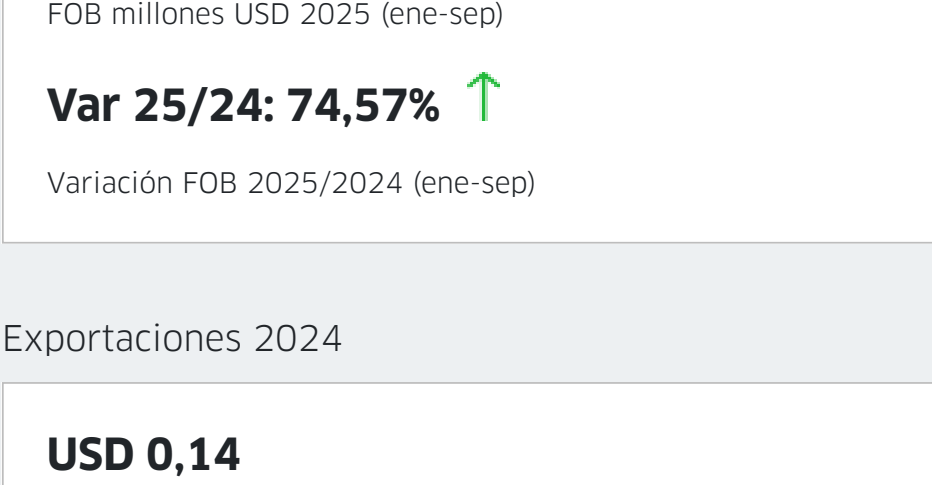 FOB millones USD 2025 (ene-sep)
Var 25/24: 74,57% ↑
Variación FOB 2025/2024 (ene-sep)
Exportaciones 2024
USD 0,14